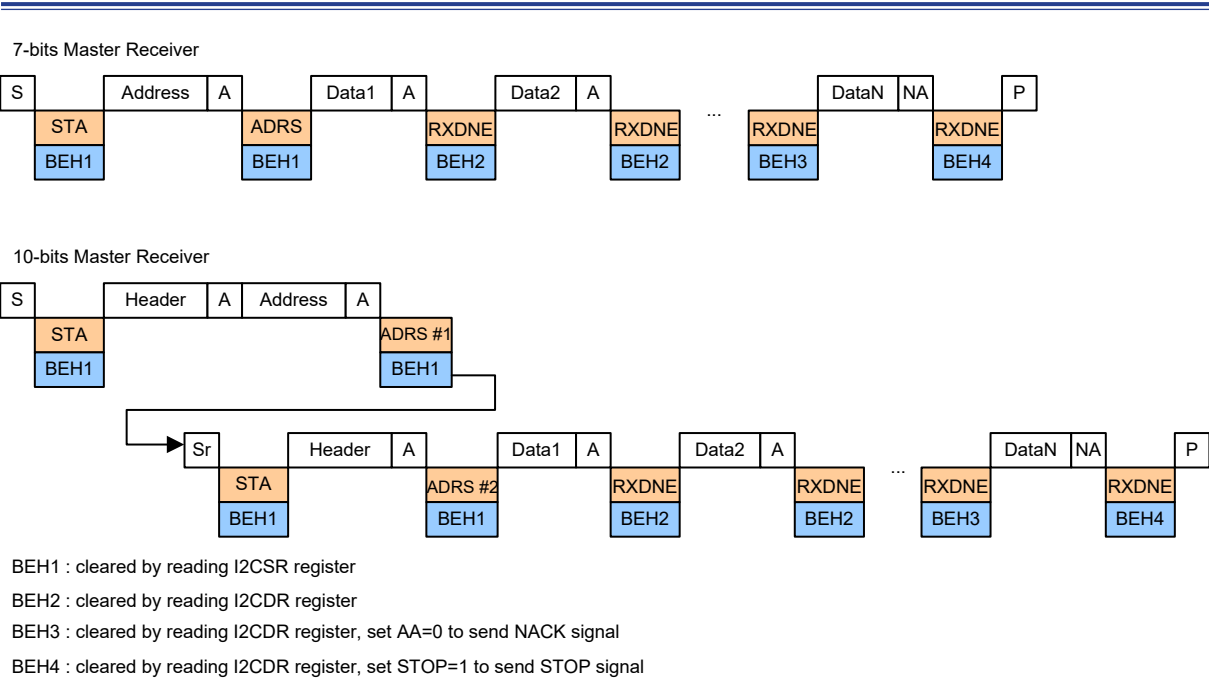 7-bits Master Receiver
S Address A Data1 A Data2 A DataN NA P
STA ADRS RXDNE RXDNE ... RXDNE RXDNE
BEH1 BEH1 BEH2 BEH2 BEH3 BEH4
10-bits Master Receiver
S Header A Address A
STA ADRS #1
BEH1 BEH1
Sr Header A Data1 A Data2 A DataN NA P
STA ADRS #2 RXDNE RXDNE ... RXDNE RXDNE
BEH1 BEH1 BEH2 BEH2 BEH3 BEH4
BEH1 : cleared by reading I2CSR register
BEH2 : cleared by reading I2CDR register
BEH3 : cleared by reading I2CDR register, set AA=0 to send NACK signal
BEH4 : cleared by reading I2CDR register, set STOP=1 to send STOP signal